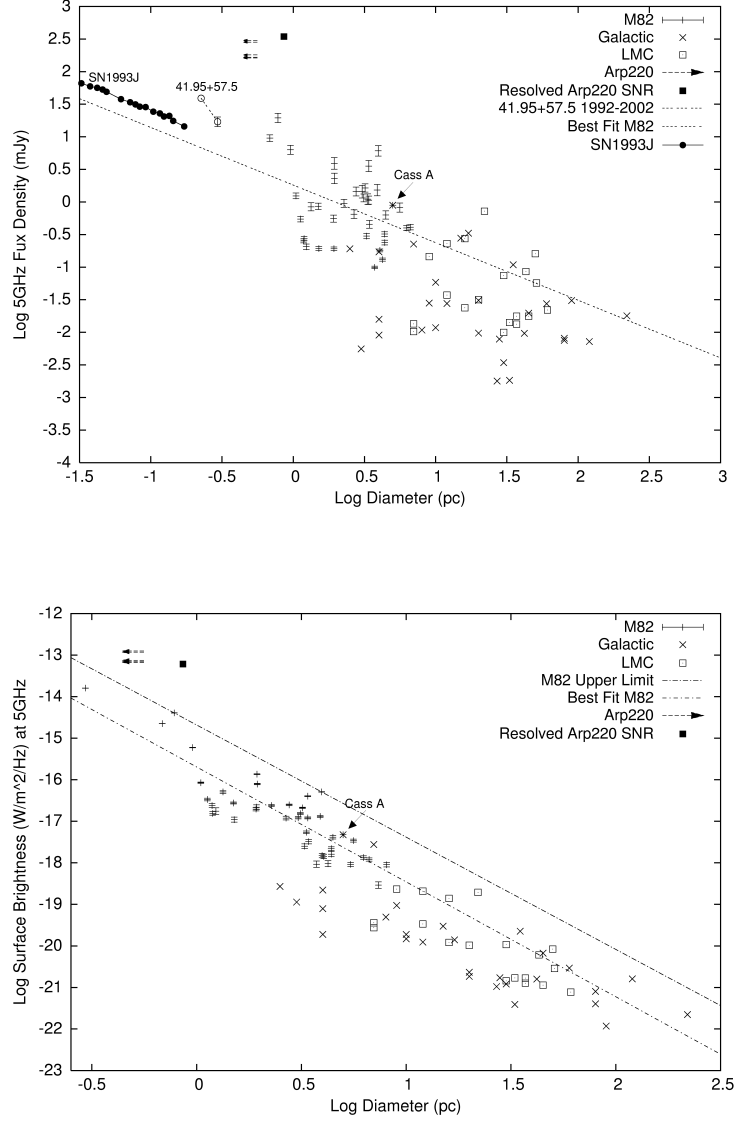 3
2.5
2
1.5
1
0.5
0
-0.5
-1
-1.5
-2
-2.5
-3
-3.5
-4
Log 5GHz Fux Density (mJy)
-1.5 -1 -0.5 0 0.5 1 1.5 2 2.5 3
Log Diameter (pc)
SN1993J
41.95+57.5
Cass A
M82
Galactic
LMC
Arp220
Resolved Arp220 SNR
41.95+57.5 1992-2002
Best Fit M82
SN1993J
-12
-13
-14
-15
-16
-17
-18
-19
-20
-21
-22
-23
Log Surface Brightness (W/m^2/Hz) at 5GHz
-0.5 0 0.5 1 1.5 2 2.5
Log Diameter (pc)
Cass A
M82
Galactic
LMC
M82 Upper Limit
Best Fit M82
Arp220
Resolved Arp220 SNR